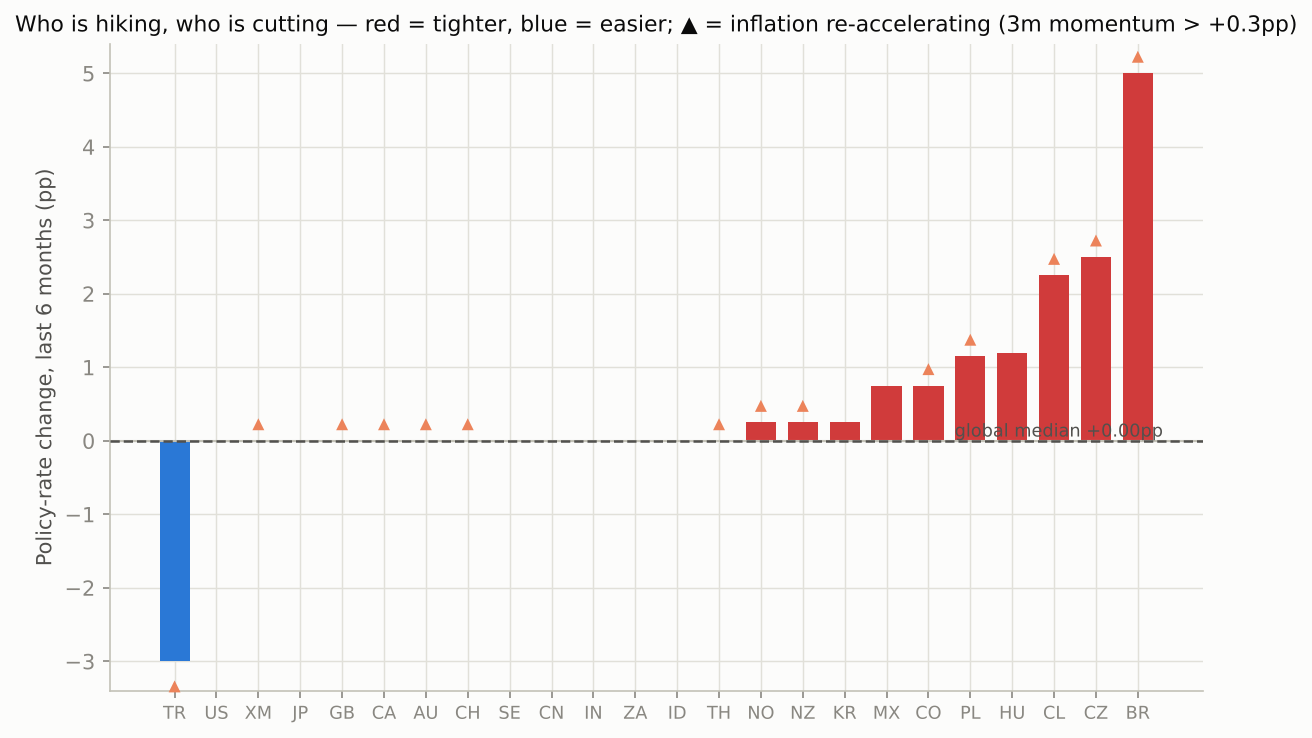 Who is hiking, who is cutting — red = tighter, blue = easier; ▲ = inflation re-accelerating (3m momentum > +0.3pp)
Policy-rate change, last 6 months (pp)
5
4
3
2
1
0
−1
−2
−3
global median +0.00pp
TR US XM JP GB CA AU CH SE CN IN ZA ID TH NO NZ KR MX CO PL HU CL CZ BR